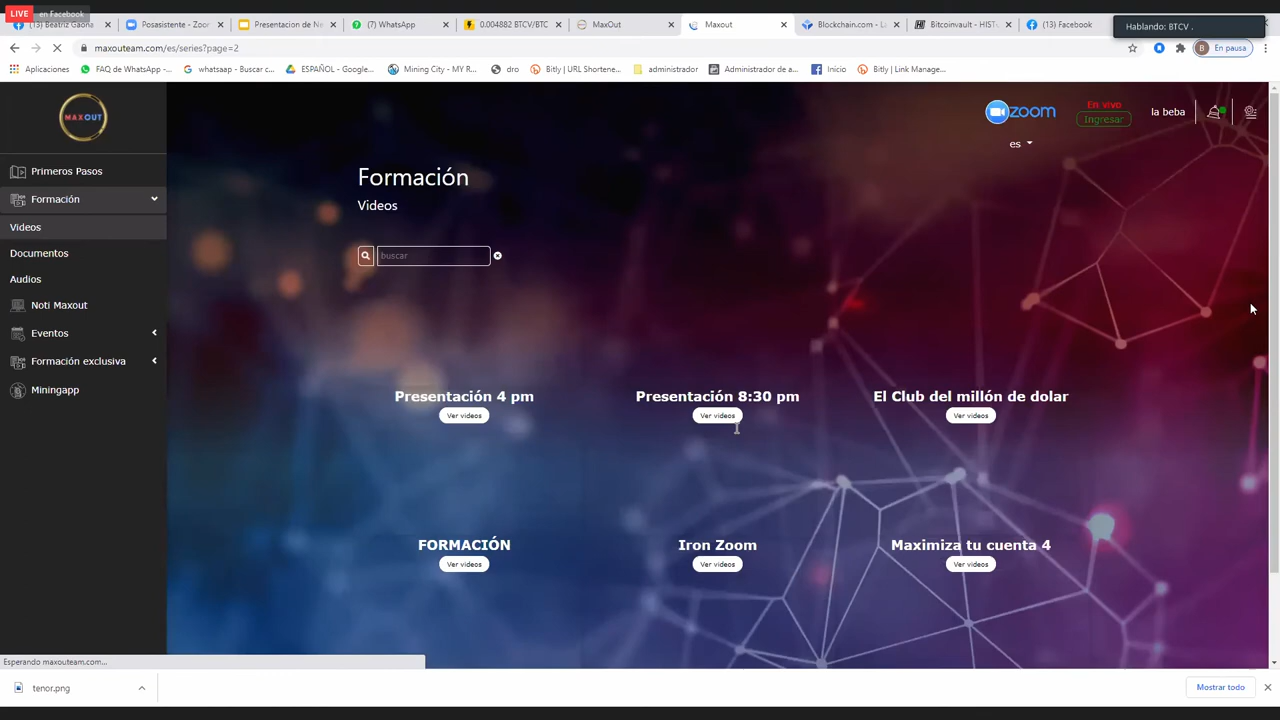 LIVE en Facebook
(13) Beatriz Gaona
Posasistente - Zoom
Presentacion de Ne
(7) WhatsApp
0.004882 BTCV/BTC
MaxOut
Maxout
Blockchain.com - L
Bitcoinvault - HIST
(13) Facebook
Hablando: BTCV .
maxouteam.com/es/series?page=2
B En pausa
Aplicaciones
FAQ de WhatsApp -...
whatsaap - Buscar c...
ESPAÑOL - Google...
Mining City - MY R...
dro
Bitly | URL Shortene...
administrador
Administrador de a...
Inicio
Bitly | Link Manage...
MAXOUT
zoom
En vivo
Ingresar
la beba
es
Primeros Pasos
Formación
Videos
Documentos
Audios
Noti Maxout
Eventos
Formación exclusiva
Miningapp
Formación
Videos
buscar
Presentación 4 pm
Ver videos
Presentación 8:30 pm
Ver videos
El Club del millón de dolar
Ver videos
FORMACIÓN
Ver videos
Iron Zoom
Ver videos
Maximiza tu cuenta 4
Ver videos
Esperando maxouteam.com...
tenor.png
Mostrar todo